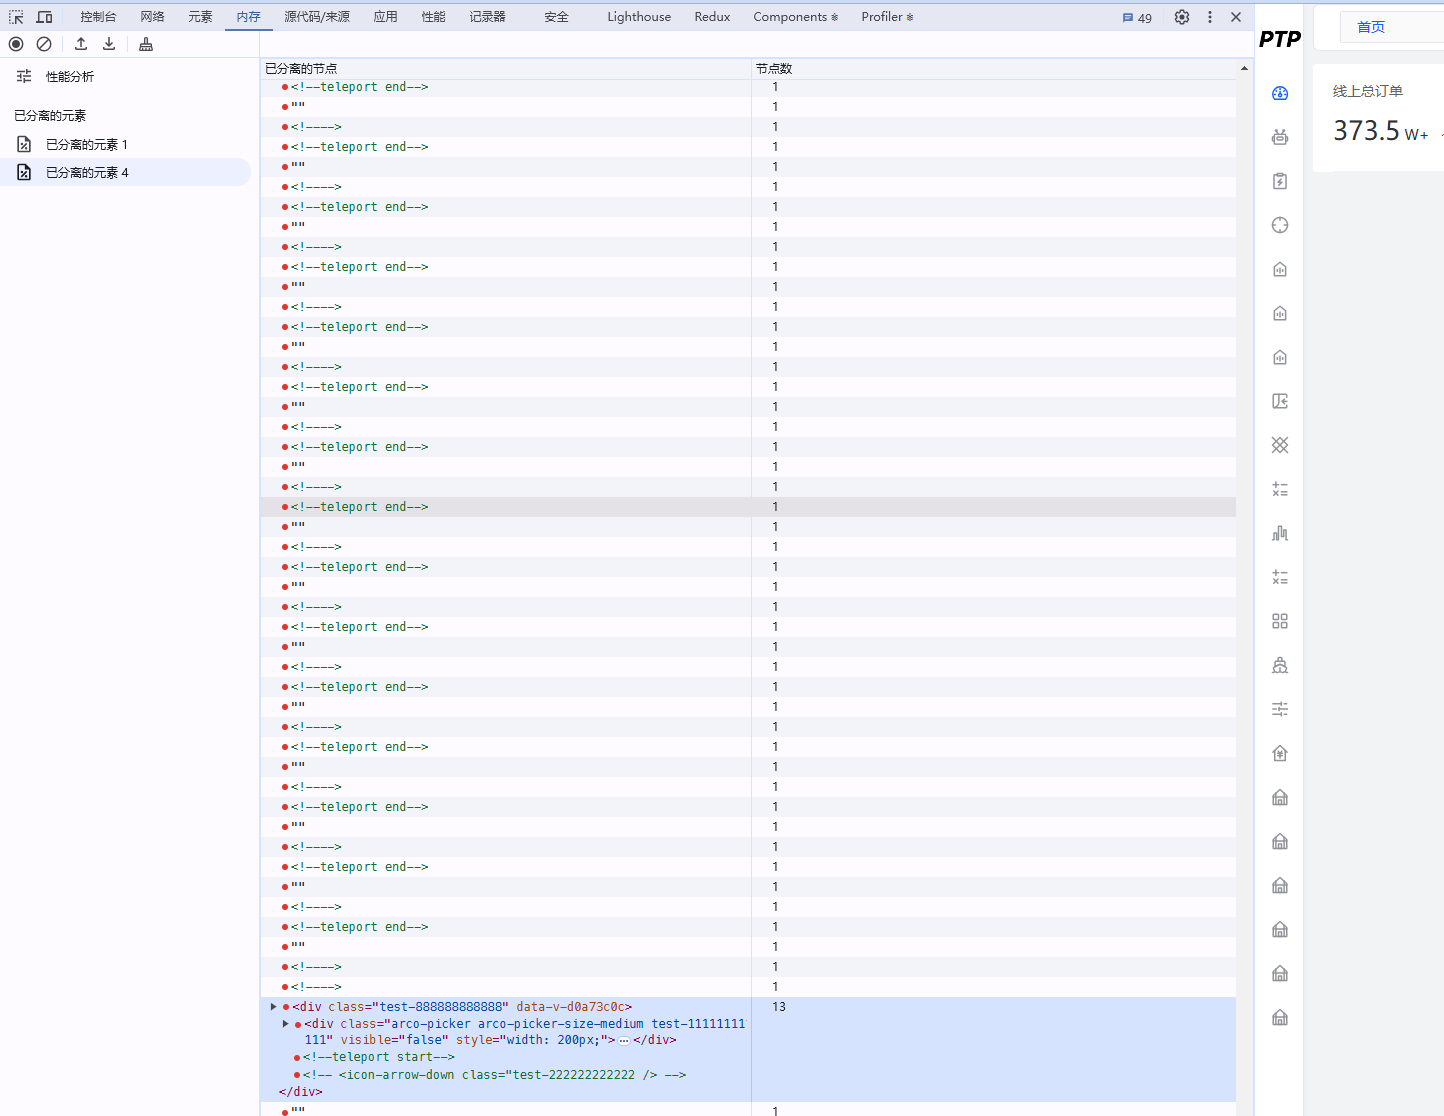 控制台 网络 元素 内存 源代码/来源 应用 性能 记录器 安全 Lighthouse Redux Components Profiler 49
性能分析
已分离的元素
已分离的元素 1
已分离的元素 4
已分离的节点 节点数
<!--teleport end--> 1
"" 1
<!----> 1
<!--teleport end--> 1
"" 1
<!----> 1
<!--teleport end--> 1
"" 1
<!----> 1
<!--teleport end--> 1
"" 1
<!----> 1
<!--teleport end--> 1
"" 1
<!----> 1
<!--teleport end--> 1
"" 1
<!----> 1
<!--teleport end--> 1
"" 1
<!----> 1
<!--teleport end--> 1
"" 1
<!----> 1
<!--teleport end--> 1
"" 1
<!----> 1
<!--teleport end--> 1
"" 1
<!----> 1
<!--teleport end--> 1
"" 1
<!----> 1
<!--teleport end--> 1
"" 1
<!----> 1
<!--teleport end--> 1
"" 1
<!----> 1
<!--teleport end--> 1
"" 1
<!----> 1
<!--teleport end--> 1
"" 1
<!----> 1
<!----> 1
<div class="test-888888888888" data-v-d0a73c0c> 13
<div class="arco-picker arco-picker-size-medium test-11111111
111" visible="false" style="width: 200px;">…</div>
<!--teleport start-->
<!-- <icon-arrow-down class="test-222222222222 /> -->
</div>
"" 1
PTP
首页
线上总订单
373.5 W+